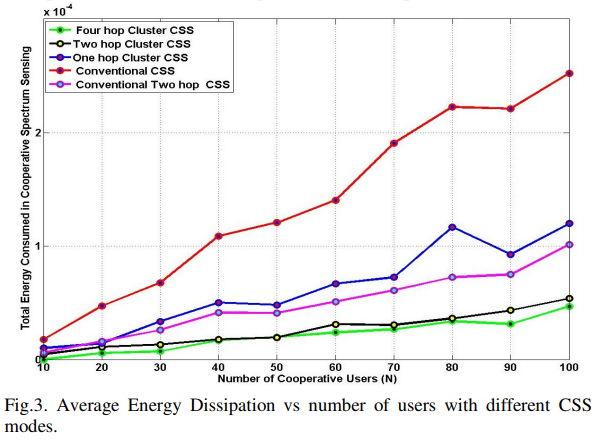 x 10
-4
Four hop Cluster CSS
Two hop Cluster CSS
One hop Cluster CSS
Conventional CSS
Conventional Two hop CSS
Total Energy Consumed in Cooperative Spectrum Sensing
2
1
0
10 20 30 40 50 60 70 80 90 100
Number of Cooperative Users (N)
Fig.3. Average Energy Dissipation vs number of users with different CSS
modes.